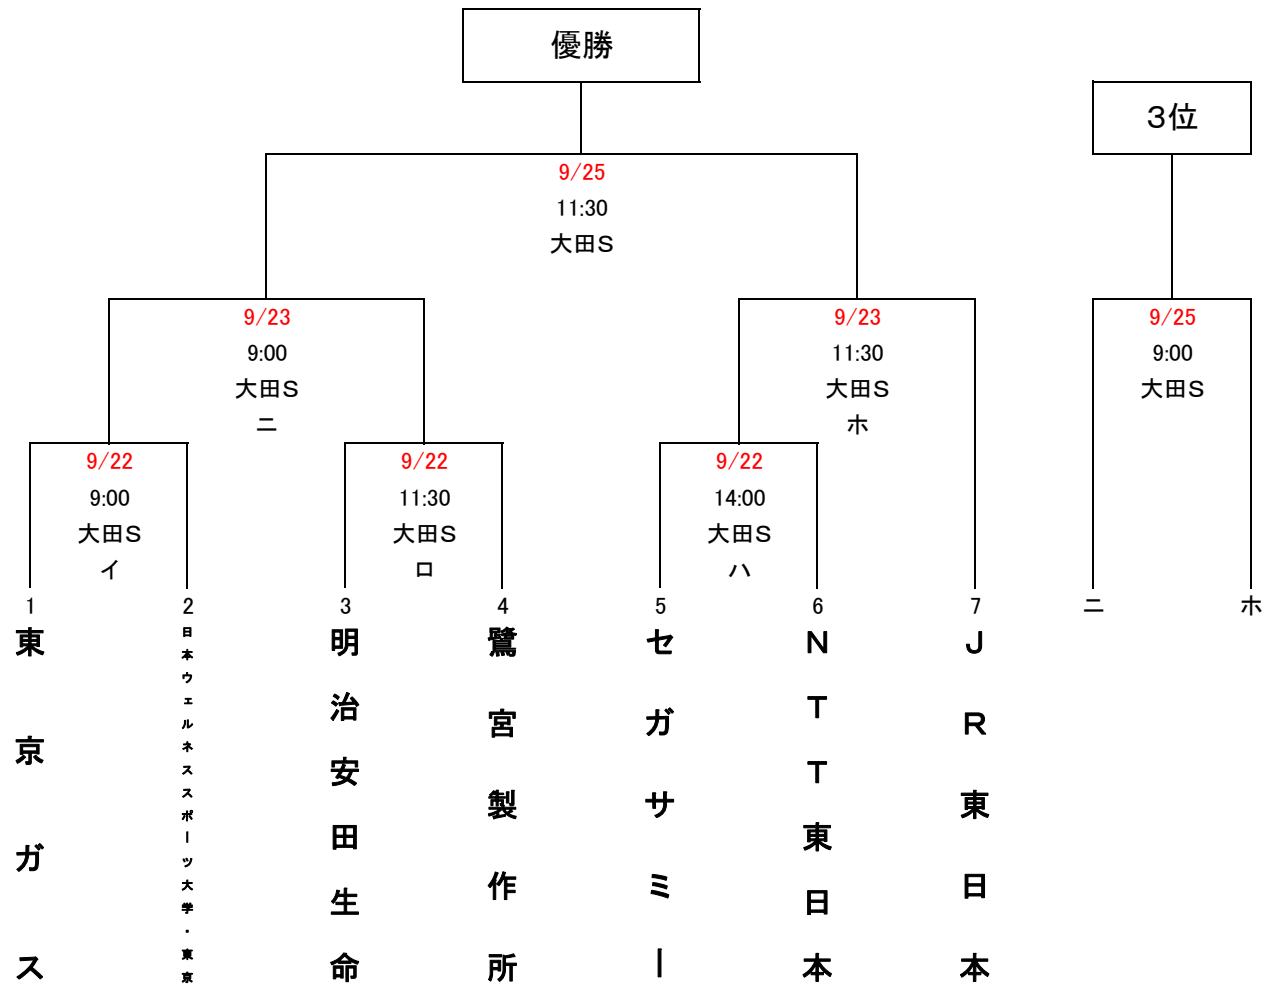 優勝
3位
9/25
11:30
大田S
9/23
9:00
大田S
ニ
9/23
11:30
大田S
ホ
9/25
9:00
大田S
9/22
9:00
大田S
イ
9/22
11:30
大田S
ロ
9/22
14:00
大田S
ハ
1
東京ガス
2
日本ウェルネススポーツ大学・東京
3
明治安田生命
4
鷺宮製作所
5
セガサミー
6
NTT東日本
7
JR東日本
ニ
ホ